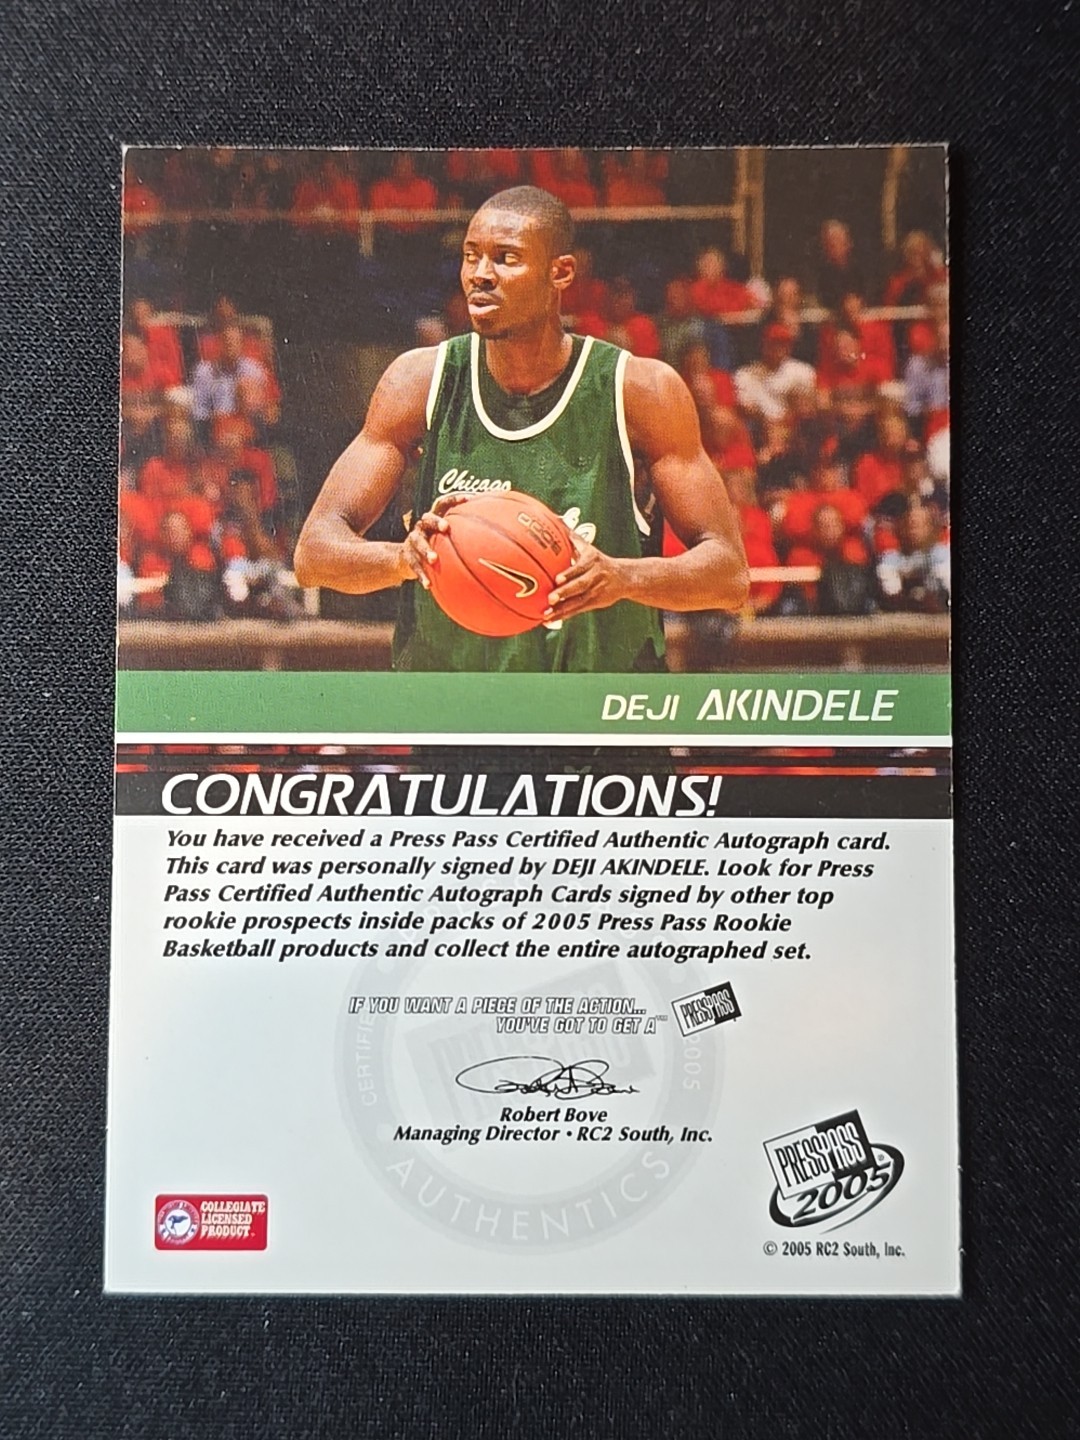 Chicago
DEJI AKINDELE
CONGRATULATIONS!
You have received a Press Pass Certified Authentic Autograph card.
This card was personally signed by DEJI AKINDELE. Look for Press
Pass Certified Authentic Autograph Cards signed by other top
rookie prospects inside packs of 2005 Press Pass Rookie
Basketball products and collect the entire autographed set.
IF YOU WANT A PIECE OF THE ACTION...
YOU'VE GOT TO GET A™
PRESS PASS
Robert Bove
Managing Director • RC2 South, Inc.
CERTIFIED
2005
AUTHENTICS
COLLEGIATE
LICENSED
PRODUCT
PRESS PASS
2005
© 2005 RC2 South, Inc.